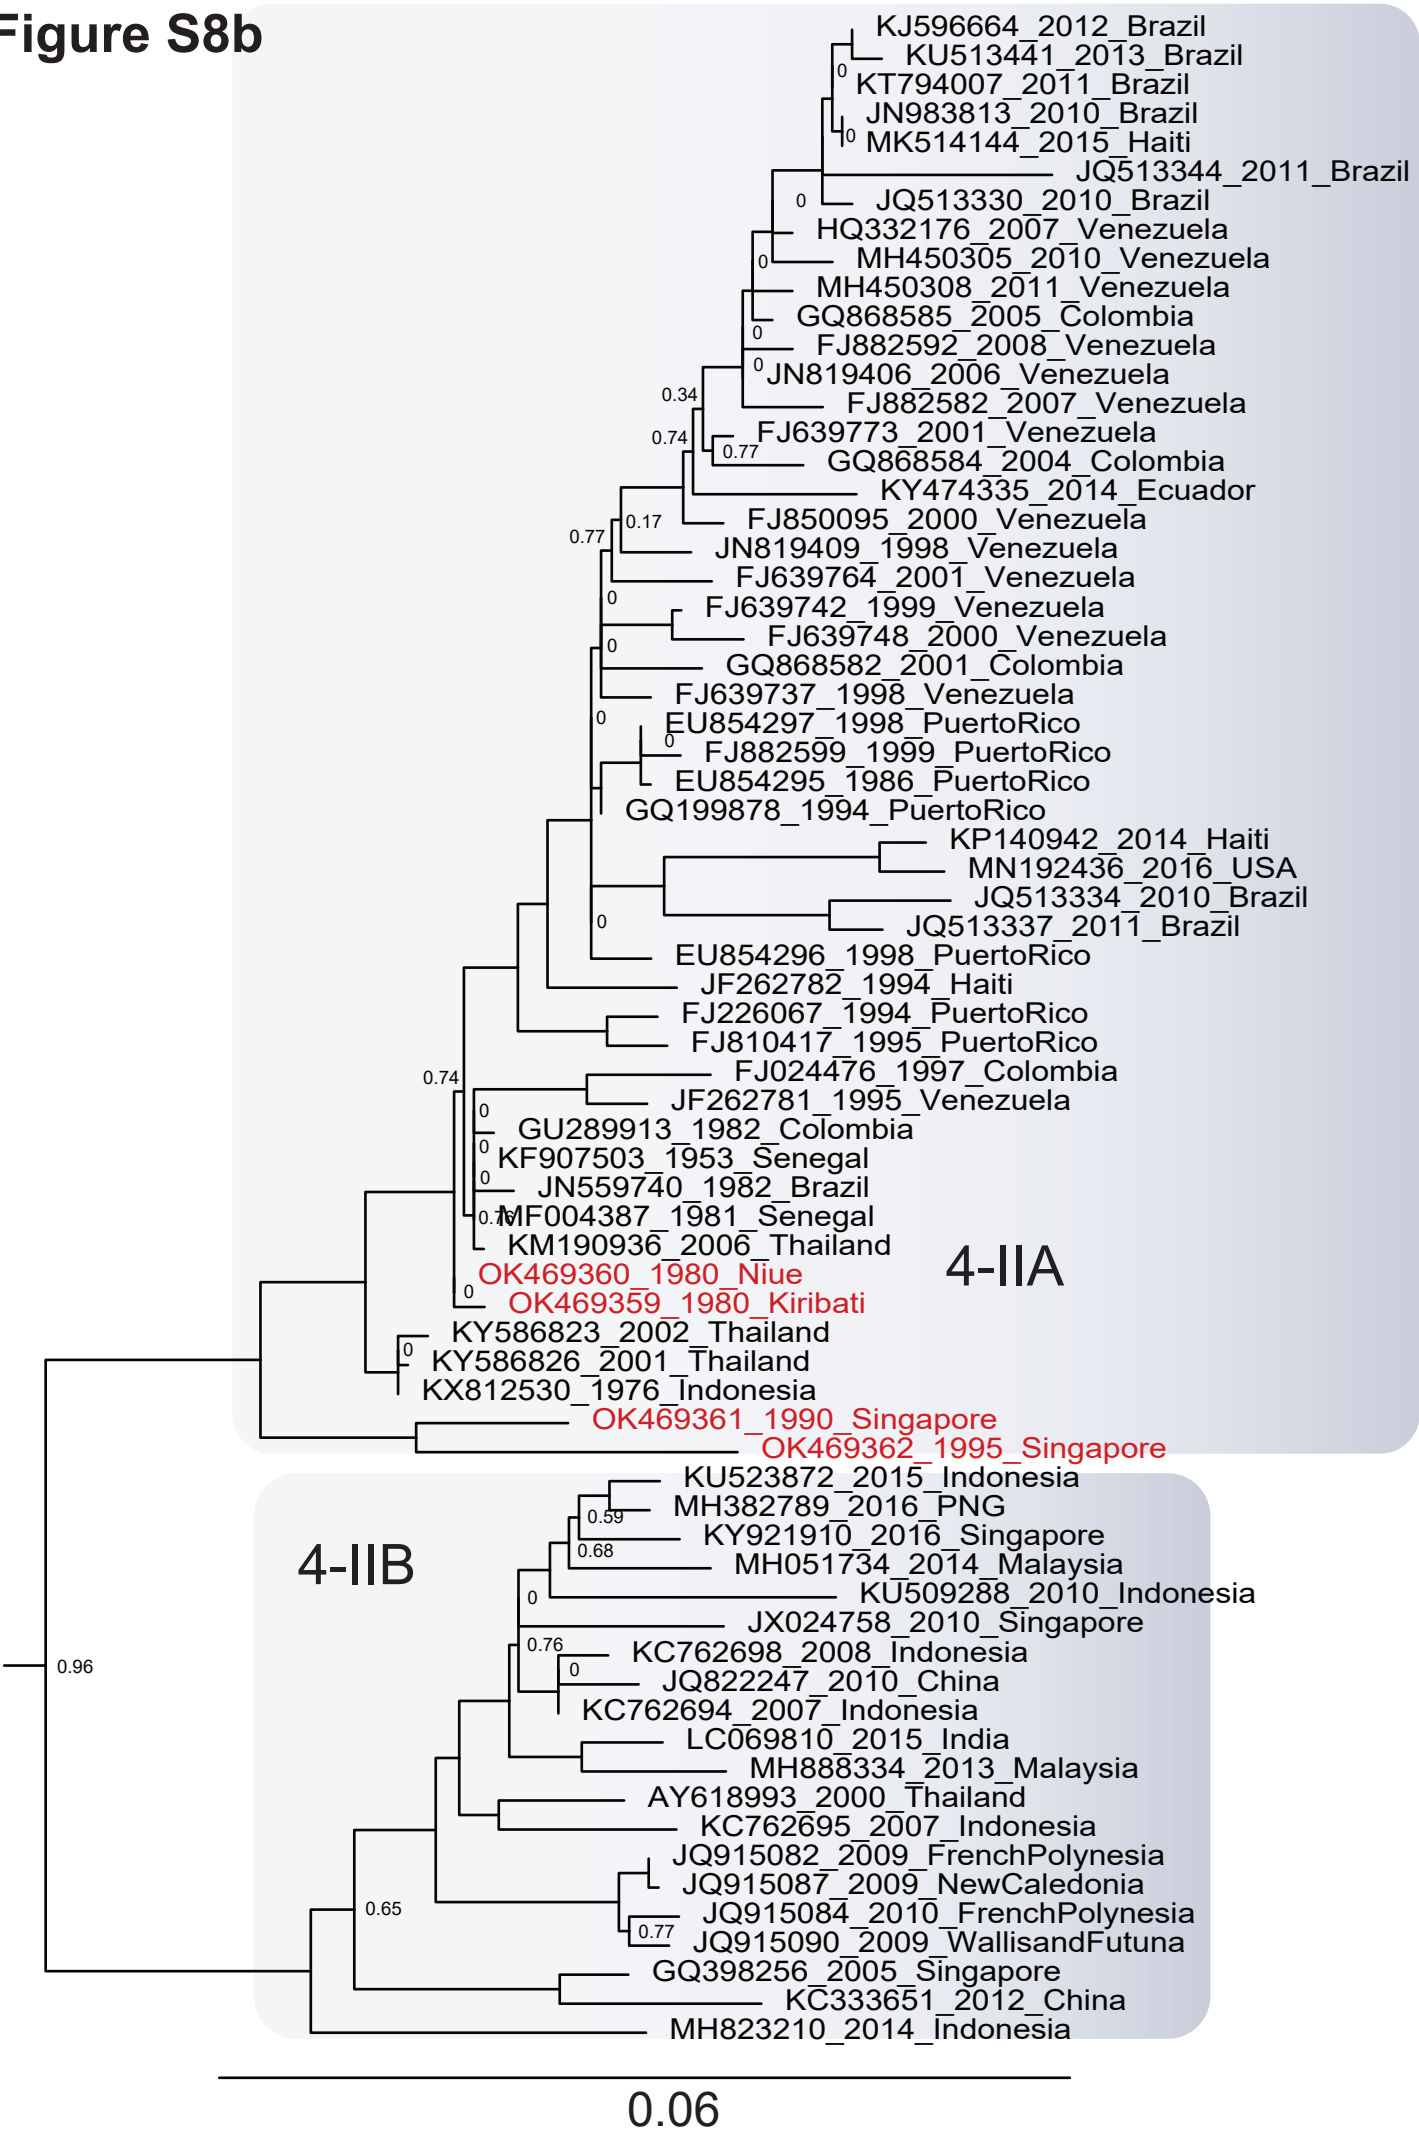 Figure S8b
KJ596664_2012_Brazil
KU513441_2013_Brazil
0
KT794007_2011_Brazil
JN983813_2010_Brazil
0
MK514144_2015_Haiti
JQ513344_2011_Brazil
0
JQ513330_2010_Brazil
HQ332176_2007_Venezuela
0
MH450305_2010_Venezuela
MH450308_2011_Venezuela
GQ868585_2005_Colombia
0
FJ882592_2008_Venezuela
0
JN819406_2006_Venezuela
0.34
FJ882582_2007_Venezuela
FJ639773_2001_Venezuela
0.74
0.77
GQ868584_2004_Colombia
KY474335_2014_Ecuador
0.17
FJ850095_2000_Venezuela
0.77
JN819409_1998_Venezuela
FJ639764_2001_Venezuela
0
FJ639742_1999_Venezuela
FJ639748_2000_Venezuela
0
GQ868582_2001_Colombia
FJ639737_1998_Venezuela
0
EU854297_1998_PuertoRico
0
FJ882599_1999_PuertoRico
EU854295_1986_PuertoRico
GQ199878_1994_PuertoRico
KP140942_2014_Haiti
MN192436_2016_USA
JQ513334_2010_Brazil
0
JQ513337_2011_Brazil
EU854296_1998_PuertoRico
JF262782_1994_Haiti
FJ226067_1994_PuertoRico
FJ810417_1995_PuertoRico
0.74
FJ024476_1997_Colombia
JF262781_1995_Venezuela
0
GU289913_1982_Colombia
0
KF907503_1953_Senegal
0
JN559740_1982_Brazil
0.76
MF004387_1981_Senegal
KM190936_2006_Thailand
4-IIA
OK469360_1980_Niue
0
OK469359_1980_Kiribati
KY586823_2002_Thailand
0
KY586826_2001_Thailand
KX812530_1976_Indonesia
OK469361_1990_Singapore
OK469362_1995_Singapore
KU523872_2015_Indonesia
MH382789_2016_PNG
0.59
KY921910_2016_Singapore
0.68
4-IIB
MH051734_2014_Malaysia
0
KU509288_2010_Indonesia
JX024758_2010_Singapore
0.76
KC762698_2008_Indonesia
0.96
0
JQ822247_2010_China
KC762694_2007_Indonesia
LC069810_2015_India
MH888334_2013_Malaysia
AY618993_2000_Thailand
KC762695_2007_Indonesia
JQ915082_2009_FrenchPolynesia
JQ915087_2009_NewCaledonia
0.65
JQ915084_2010_FrenchPolynesia
0.77
JQ915090_2009_WallisandFutuna
GQ398256_2005_Singapore
KC333651_2012_China
MH823210_2014_Indonesia
0.06